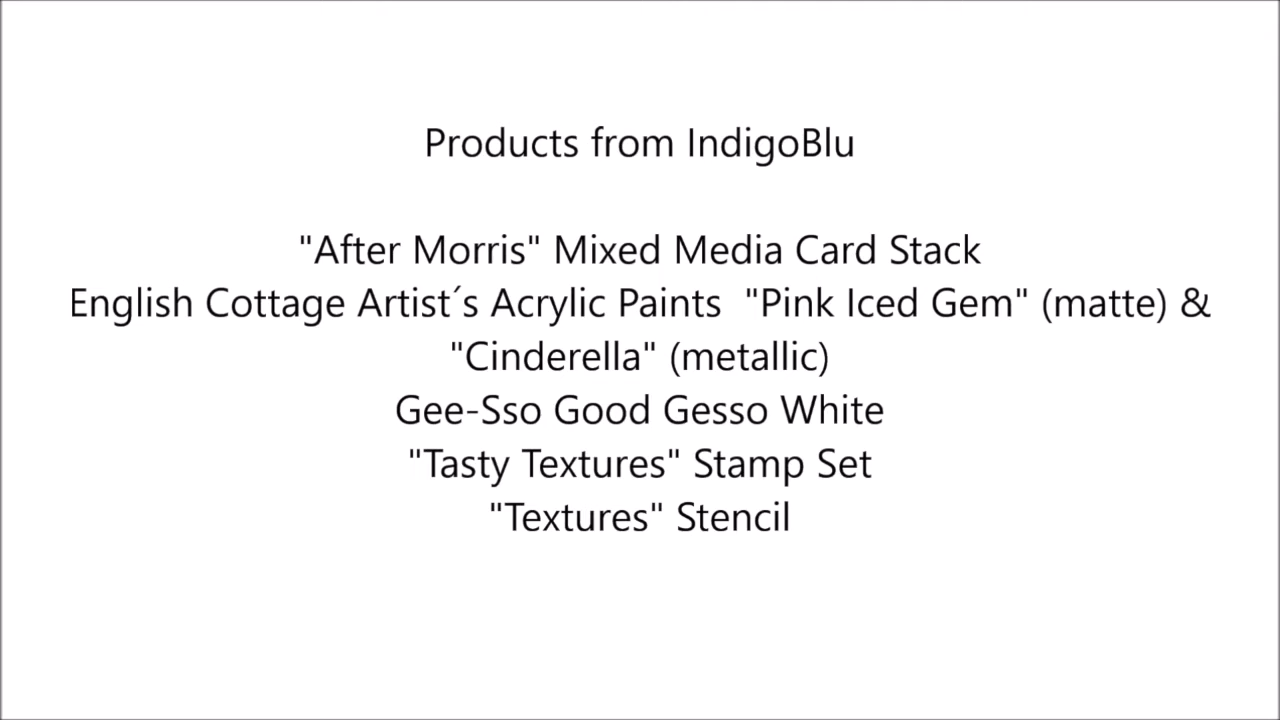 Products from IndigoBlu
"After Morris" Mixed Media Card Stack
English Cottage Artist´s Acrylic Paints  "Pink Iced Gem" (matte) &
"Cinderella" (metallic)
Gee-Sso Good Gesso White
"Tasty Textures" Stamp Set
"Textures" Stencil